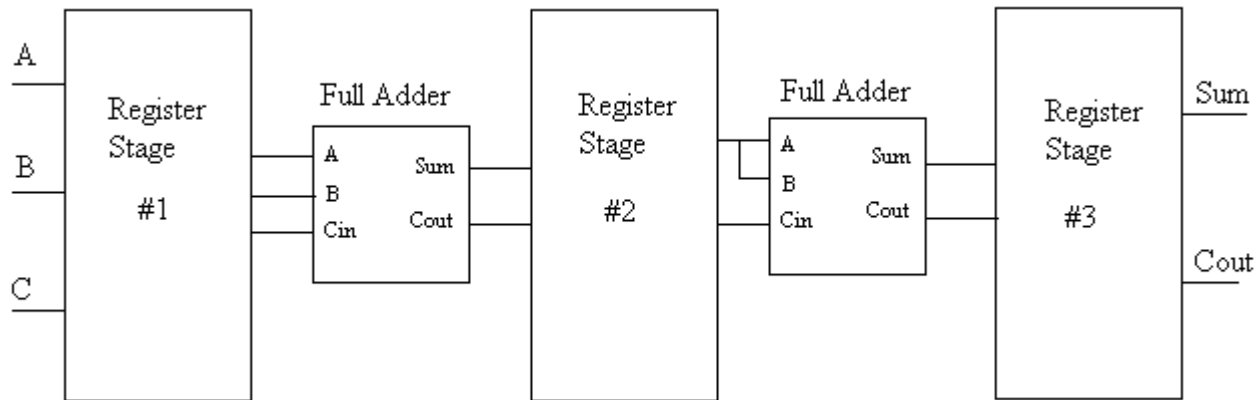 A
B
C
Register
Stage
#1
Full Adder
A
B
Cin
Sum
Cout
Register
Stage
#2
Full Adder
A
B
Cin
Sum
Cout
Register
Stage
#3
Sum
Cout